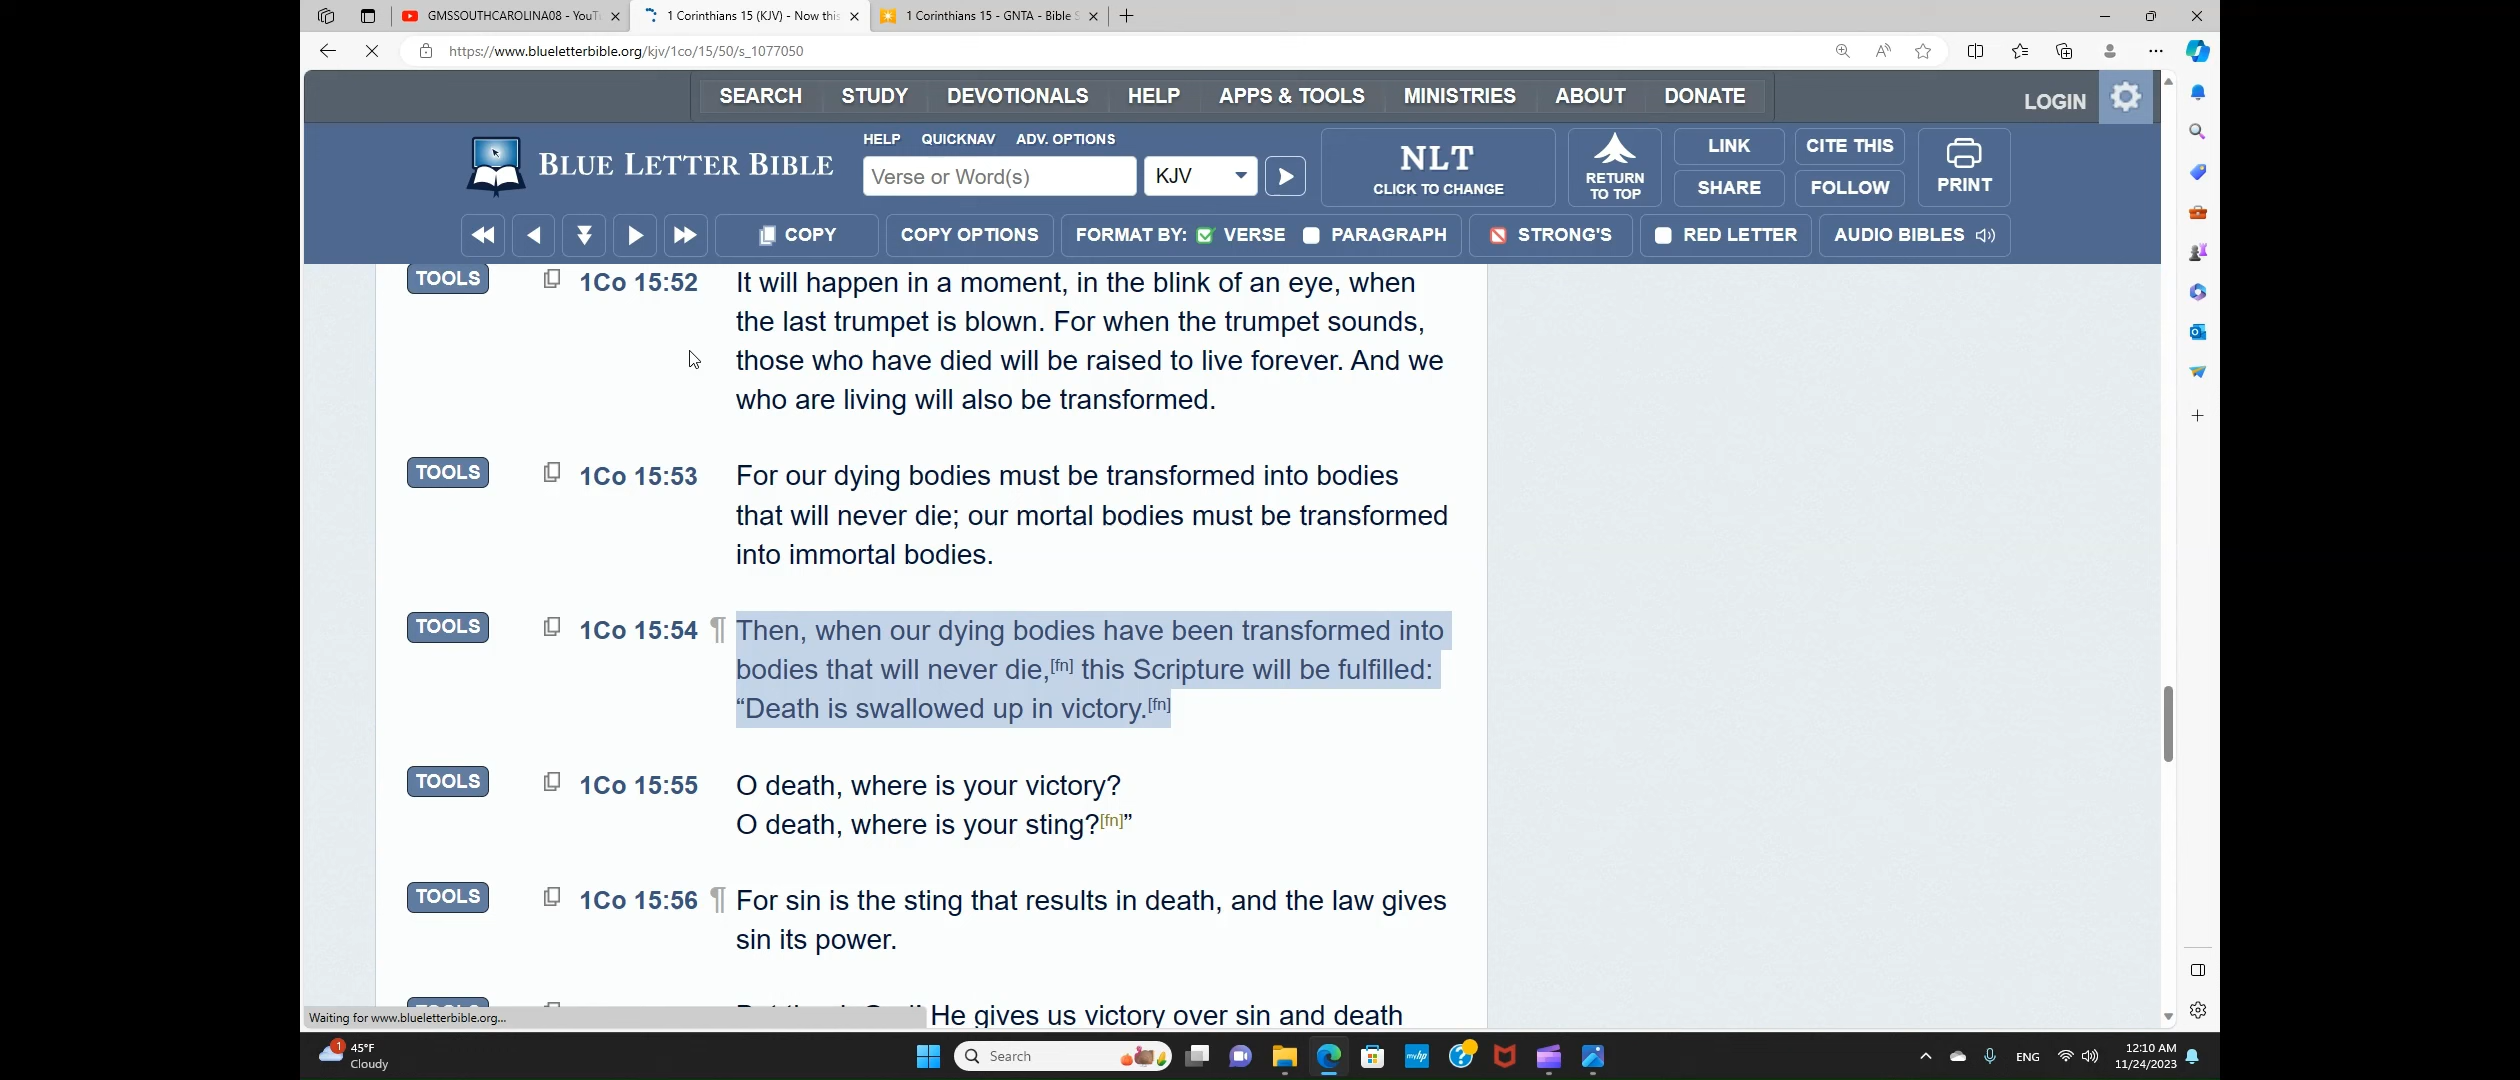 GMSSOUTHCAROLINA08 - YouT
1 Corinthians 15 (KJV) - Now this
1 Corinthians 15 - GNTA - Bible S
https://www.blueletterbible.org/kjv/1co/15/50/s_1077050
SEARCH STUDY DEVOTIONALS HELP APPS & TOOLS MINISTRIES ABOUT DONATE
LOGIN
BLUE LETTER BIBLE
HELP QUICKNAV ADV. OPTIONS
Verse or Word(s)
KJV
NLT
CLICK TO CHANGE
RETURN
TO TOP
LINK
CITE THIS
SHARE
FOLLOW
PRINT
COPY
COPY OPTIONS
FORMAT BY: VERSE PARAGRAPH
STRONG'S
RED LETTER
AUDIO BIBLES
TOOLS 1Co 15:52 It will happen in a moment, in the blink of an eye, when
the last trumpet is blown. For when the trumpet sounds,
those who have died will be raised to live forever. And we
who are living will also be transformed.
TOOLS 1Co 15:53 For our dying bodies must be transformed into bodies
that will never die; our mortal bodies must be transformed
into immortal bodies.
TOOLS 1Co 15:54 ¶ Then, when our dying bodies have been transformed into
bodies that will never die,[fn] this Scripture will be fulfilled:
“Death is swallowed up in victory.[fn]
TOOLS 1Co 15:55 O death, where is your victory?
O death, where is your sting?[fn]”
TOOLS 1Co 15:56 ¶ For sin is the sting that results in death, and the law gives
sin its power.
He gives us victory over sin and death
Waiting for www.blueletterbible.org...
1
45°F
Cloudy
Search
myhp
ENG
12:10 AM
11/24/2023